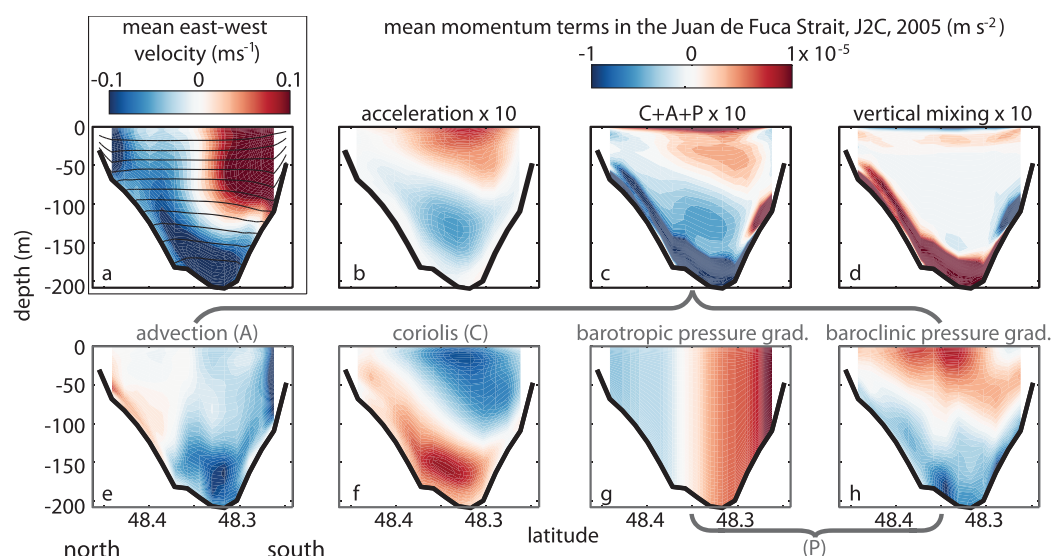 mean east-west
velocity (ms-1)
-0.1 0 0.1
mean momentum terms in the Juan de Fuca Strait, J2C, 2005 (m s-2)
-1 0 1 x 10-5
acceleration x 10
C+A+P x 10
vertical mixing x 10
depth (m)
0
-50
-100
-150
-200
a
b
c
d
advection (A)
coriolis (C)
barotropic pressure grad.
baroclinic pressure grad.
0
-50
-100
-150
-200
e
f
g
h
48.4 48.3
48.4 48.3
48.4 48.3
48.4 48.3
north south
latitude
(P)